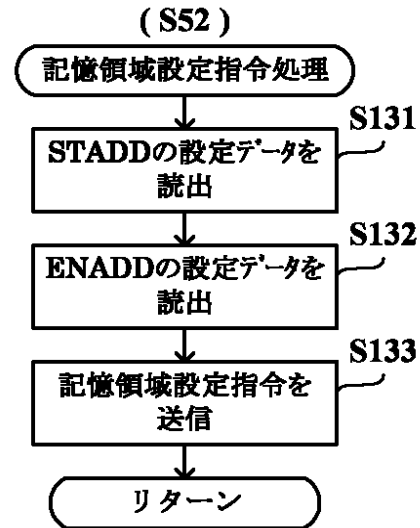 (S52)
記憶領域設定指令処理
S131
STADDの設定データを
読出
S132
ENADDの設定データを
読出
S133
記憶領域設定指令を
送信
リターン